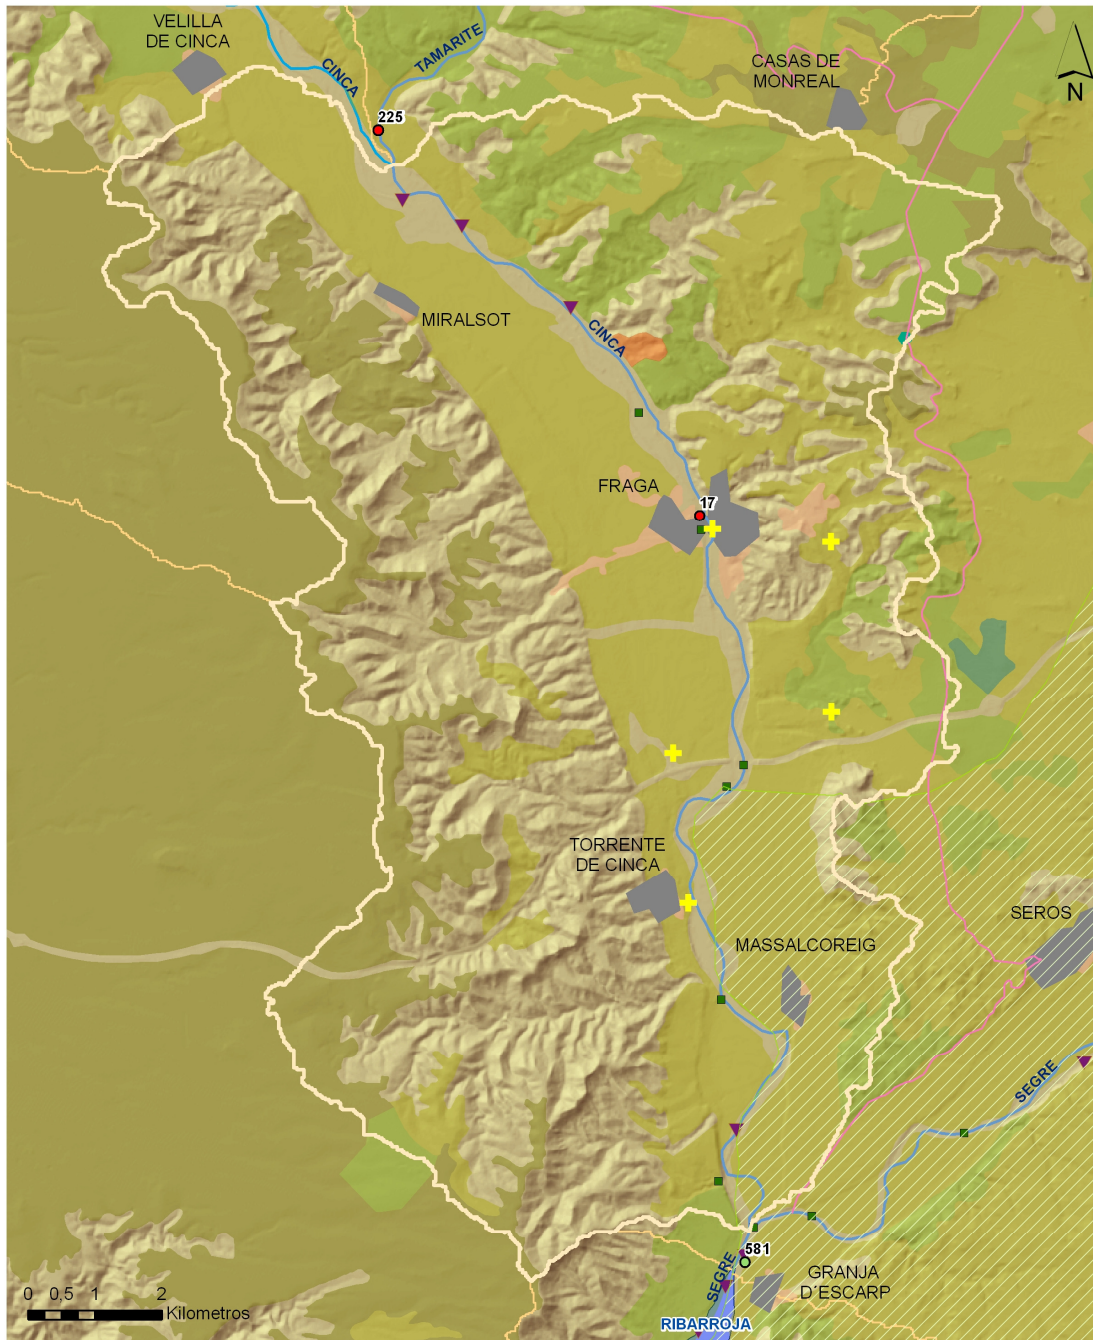 VELILLA
DE CINCA
CINCA
TAMARITE
CASAS DE
MONREAL
N
225
MIRALSOT
CINCA
FRAGA
17
TORRENTE
DE CINCA
MASSALCOREIG
SEROS
SEGRE
581
SEGRE
GRANJA
D´ESCARP
RIBARROJA
0 0,5 1 2
Kilometros